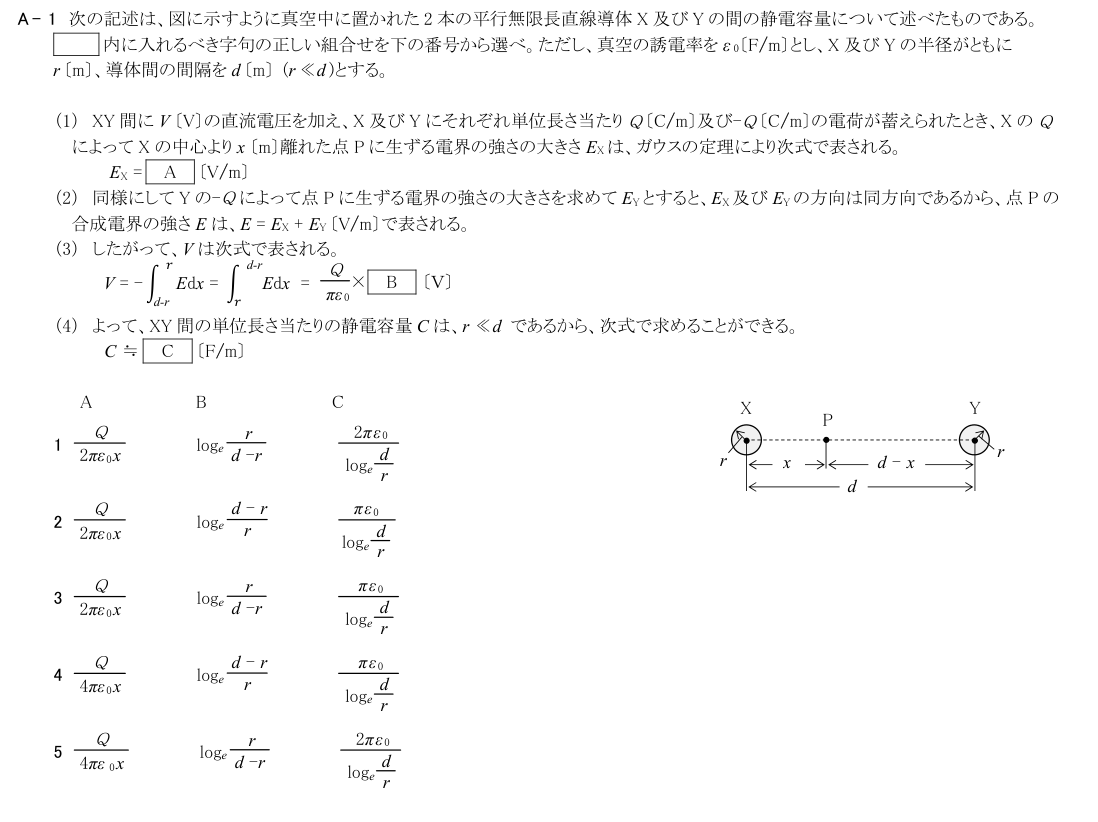 A-1 次の記述は、図に示すように真空中に置かれた2本の平行無限長直線導体X及びYの間の静電容量について述べたものである。
内に入れるべき字句の正しい組合せを下の番号から選べ。ただし、真空の誘電率をε₀〔F/m〕とし、X及びYの半径がともに
r〔m〕、導体間の間隔をd〔m〕(r≪d)とする。
(1) XY間にV〔V〕の直流電圧を加え、X及びYにそれぞれ単位長さ当たりQ〔C/m〕及び-Q〔C/m〕の電荷が蓄えられたとき、XのQ
によってXの中心よりx〔m〕離れた点Pに生ずる電界の強さの大きさEXは、ガウスの定理により次式で表される。
EX = A 〔V/m〕
(2) 同様にしてYの-Qによって点Pに生ずる電界の強さの大きさを求めてEYとすると、EX及びEYの方向は同方向であるから、点Pの
合成電界の強さEは、E = EX + EY〔V/m〕で表される。
(3) したがって、Vは次式で表される。
V = -∫_{d-r}^{r} Edx = ∫_{r}^{d-r} Edx = Q/πε₀ × B 〔V〕
(4) よって、XY間の単位長さ当たりの静電容量Cは、r≪dであるから、次式で求めることができる。
C ≒ C 〔F/m〕
A B C
1 Q/2πε₀x logₑ r/d-r 2πε₀/logₑ d/r
2 Q/2πε₀x logₑ d-r/r πε₀/logₑ d/r
3 Q/2πε₀x logₑ r/d-r πε₀/logₑ d/r
4 Q/4πε₀x logₑ d-r/r πε₀/logₑ d/r
5 Q/4πε₀x logₑ r/d-r 2πε₀/logₑ d/r
X P Y
r x d-x r
d